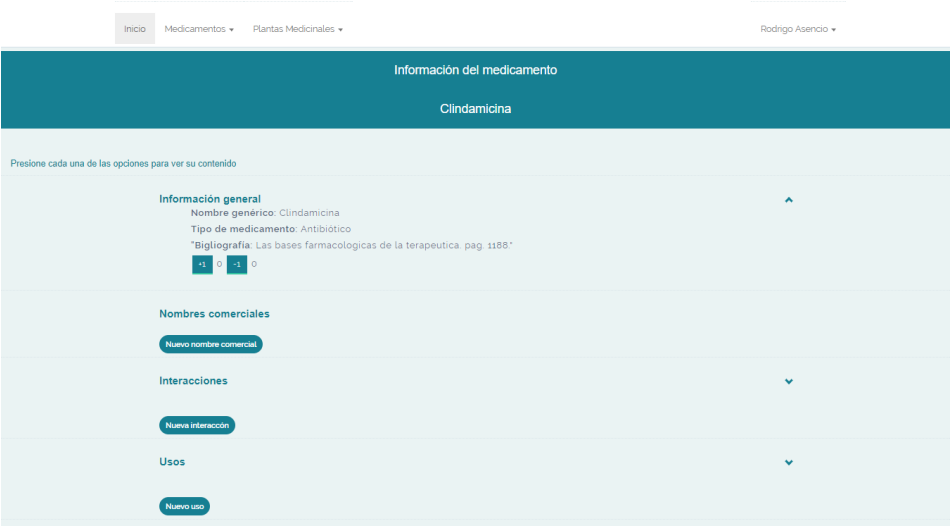 Inicio Medicamentos Plantas Medicinales Rodrigo Asencio
Información del medicamento
Clindamicina
Presione cada una de las opciones para ver su contenido
Información general
Nombre genérico: Clindamicina
Tipo de medicamento: Antibiótico
"Bigliografía: Las bases farmacologicas de la terapeutica. pag. 1188."
+1 0 -1 0
Nombres comerciales
Nuevo nombre comercial
Interacciones
Nueva interaccón
Usos
Nuevo uso